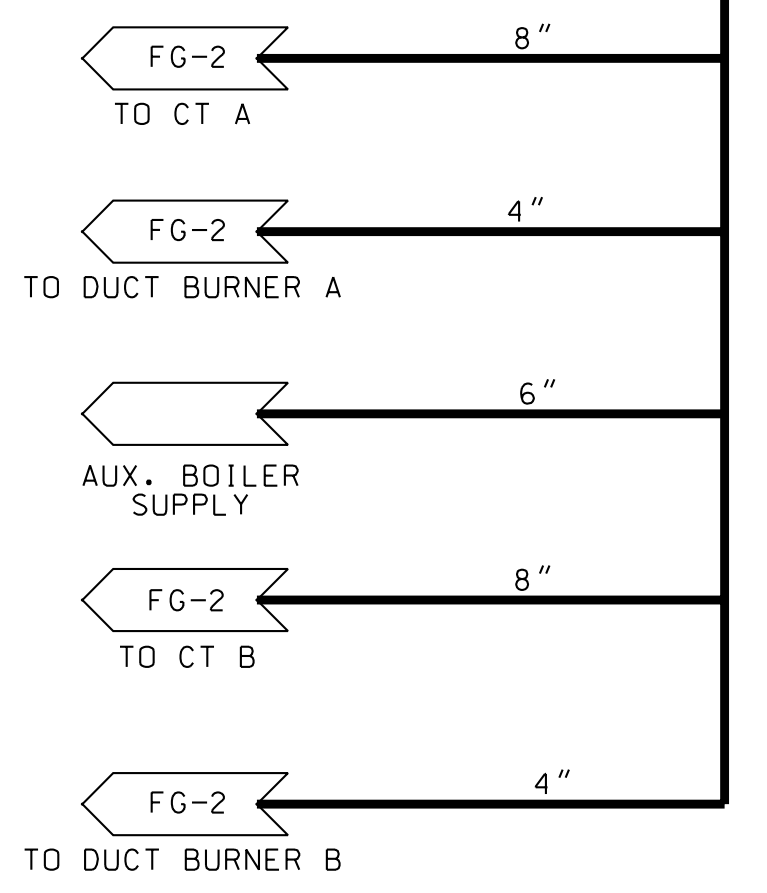 8"
FG-2
TO CT A
4"
FG-2
TO DUCT BURNER A
6"
AUX. BOILER
SUPPLY
8"
FG-2
TO CT B
4"
FG-2
TO DUCT BURNER B